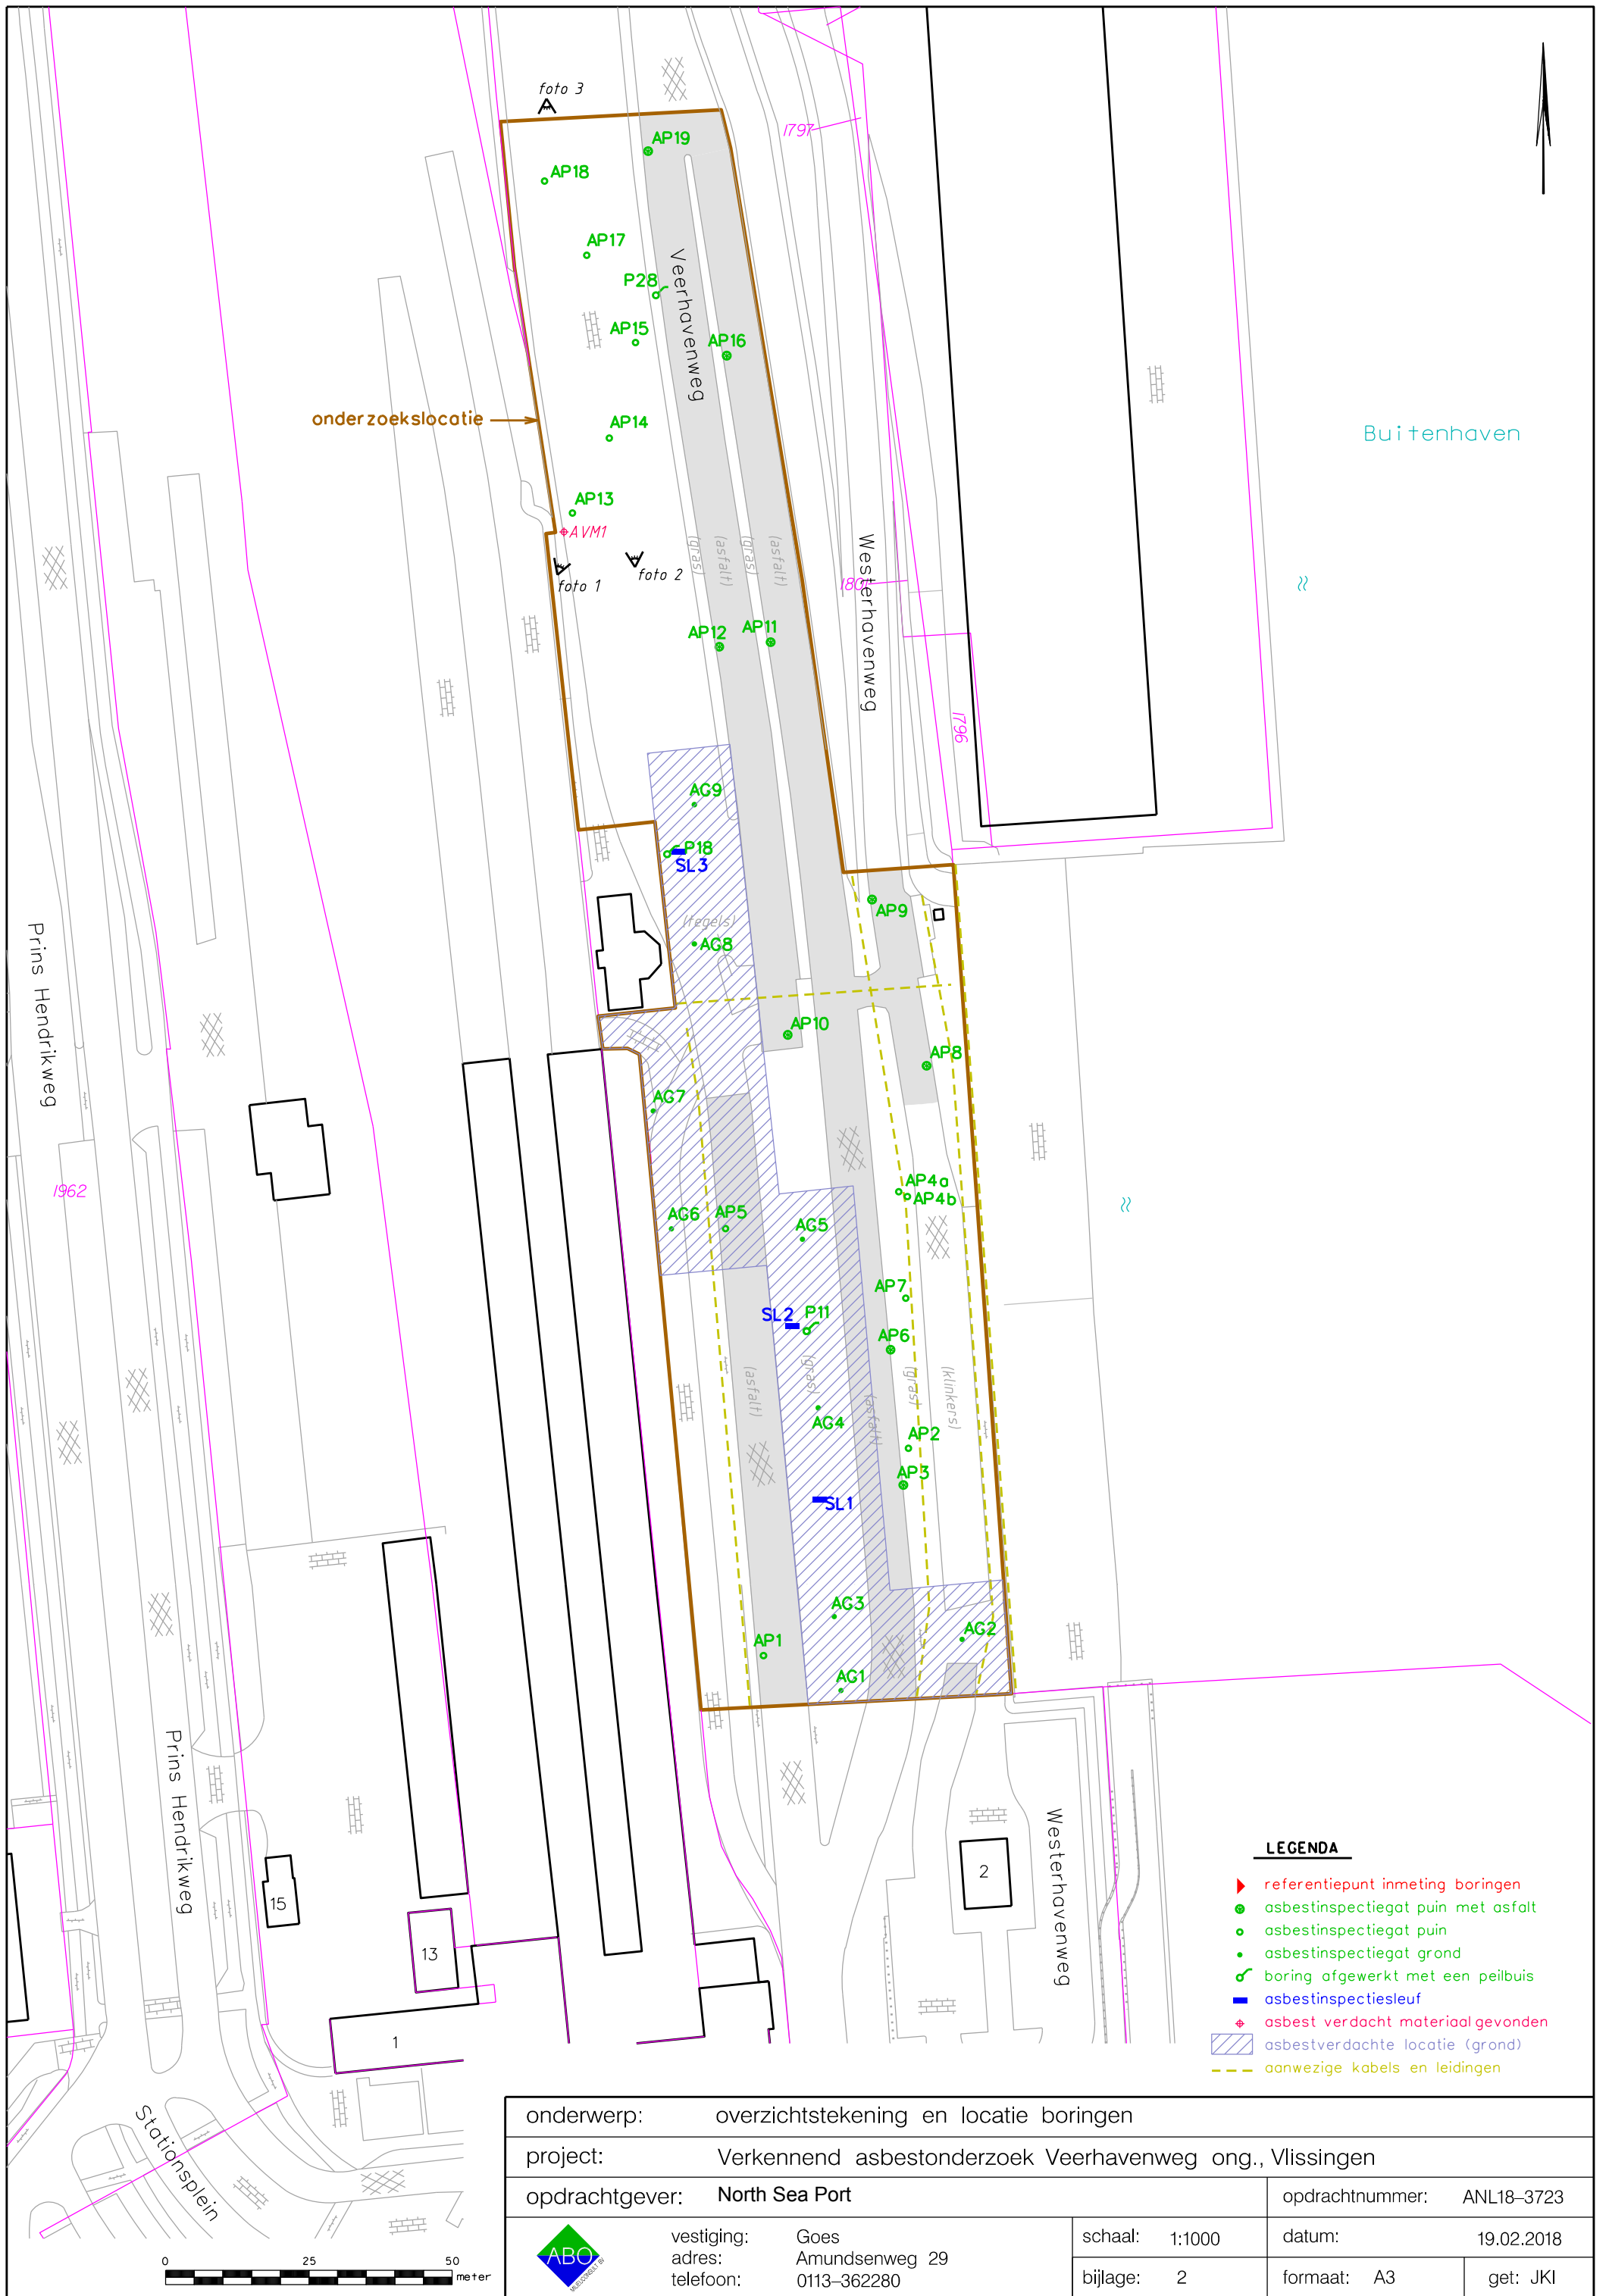 foto 3
1797
AP19
AP18
AP17
P28
Veerhavenweg
AP15
AP16
onderzoekslocatie
AP14
Buitenhaven
AP13
AVM1
(gras)
(asfalt)
(gras)
(asfalt)
Westerhavenweg
foto 1
foto 2
1801
AP12
AP11
1796
AG9
P18
SL3
(tegels)
AP9
AG8
Prins Hendrikweg
AP10
AP8
AG7
1962
AP4a
AP4b
AG6
AP5
AG5
AP7
SL2
P11
AP6
(asfalt)
(gras)
(asfalt)
(gras)
(klinkers)
AG4
AP2
AP3
SL1
AG3
AG2
AP1
AG1
Prins Hendrikweg
Westerhavenweg
2
15
13
1
Stationsplein
LEGENDA
referentiepunt inmeting boringen
asbestinspectiegat puin met asfalt
asbestinspectiegat puin
asbestinspectiegat grond
boring afgewerkt met een peilbuis
asbestinspectiesleuf
asbest verdacht materiaal gevonden
asbestverdachte locatie (grond)
aanwezige kabels en leidingen
0 25 50 meter
onderwerp: overzichtstekening en locatie boringen
project: Verkennend asbestonderzoek Veerhavenweg ong., Vlissingen
opdrachtgever: North Sea Port
opdrachtnummer: ANL18-3723
ABO
vestiging: Goes
adres: Amundsenweg 29
telefoon: 0113-362280
schaal: 1:1000
datum: 19.02.2018
bijlage: 2
formaat: A3
get: JKI